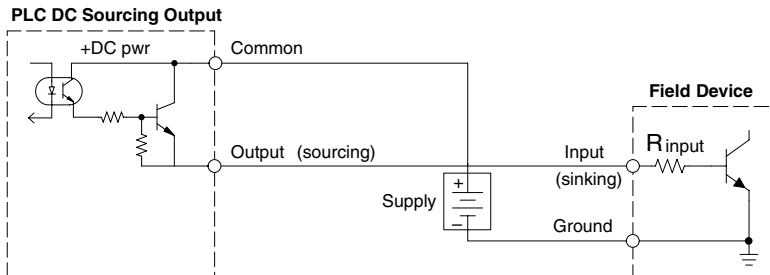 PLC DC Sourcing Output
+DC pwr
Common
Field Device
Output (sourcing)
Input
(sinking)
R input
Supply
+
–
Ground